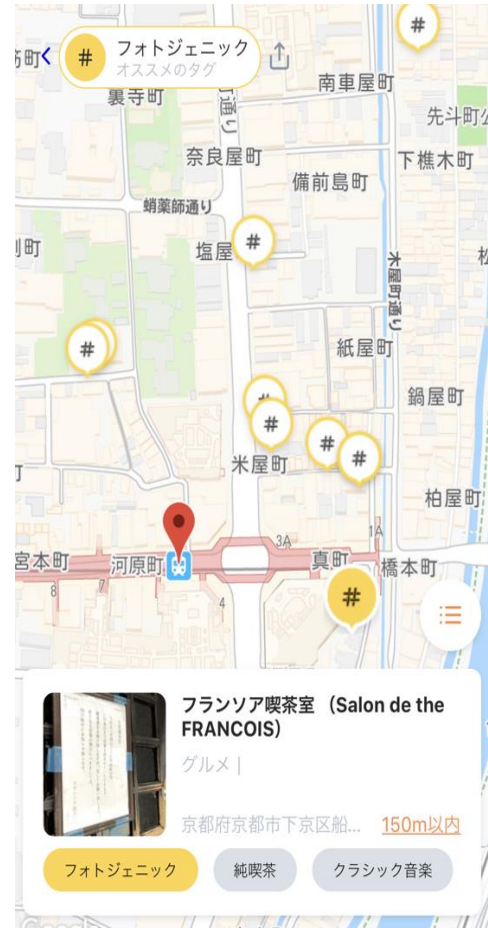 フォトジェニック
オススメのタグ
#
裏寺町
南車屋町
先斗町
奈良屋町
下樵木町
備前島町
蛸薬師通り
塩屋
#
木屋町通り
#
紙屋町
鍋屋町
#
#
#
米屋町
柏屋町
3A
1A
宮本町
河原町
真町
橋本町
8
7
4
#
フランソア喫茶室 (Salon de the
FRANCOIS)
グルメ |
京都府京都市下京区船...
150m以内
フォトジェニック
純喫茶
クラシック音楽